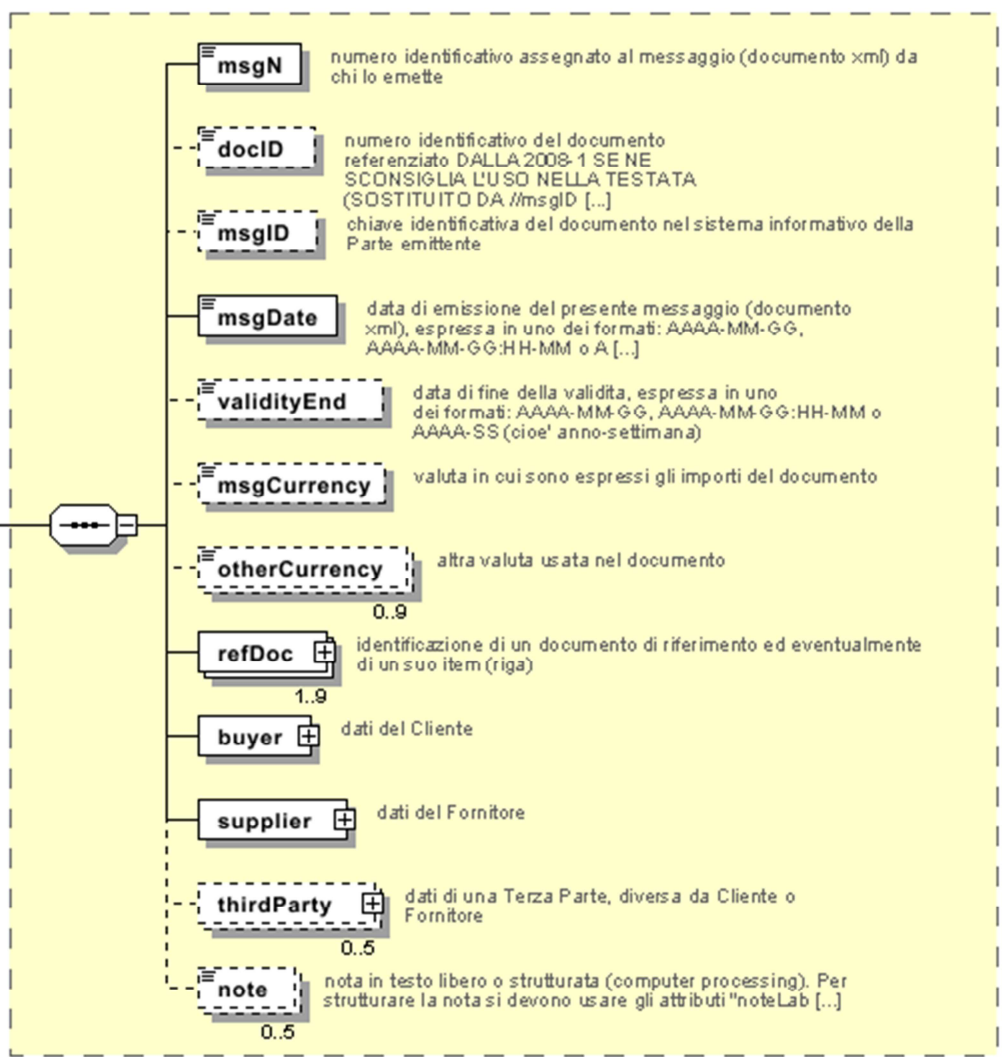 msgN
numero identificativo assegnato al messaggio (documento xml) da
chi lo emette
docID
numero identificativo del documento
referenziato DALLA 2008-1 SE NE
SCONSIGLIA L'USO NELLA TESTATA
(SOSTITUITO DA //msgID [...]
msgID
chiave identificativa del documento nel sistema informativo della
Parte emittente
msgDate
data di emissione del presente messaggio (documento
xml), espressa in uno dei formati: AAAA-MM-GG,
AAAA-MM-GG:HH-MM o A [...]
validityEnd
data di fine della validita, espressa in uno
dei formati: AAAA-MM-GG, AAAA-MM-GG:HH-MM o
AAAA-SS (cioe' anno-settimana)
msgCurrency
valuta in cui sono espressi gli importi del documento
otherCurrency
altra valuta usata nel documento
0..9
refDoc
identificazione di un documento di riferimento ed eventualmente
di un suo item (riga)
1..9
buyer
dati del Cliente
supplier
dati del Fornitore
thirdParty
dati di una Terza Parte, diversa da Cliente o
Fornitore
0..5
note
nota in testo libero o strutturata (computer processing). Per
strutturare la nota si devono usare gli attributi "noteLab [...]
0..5